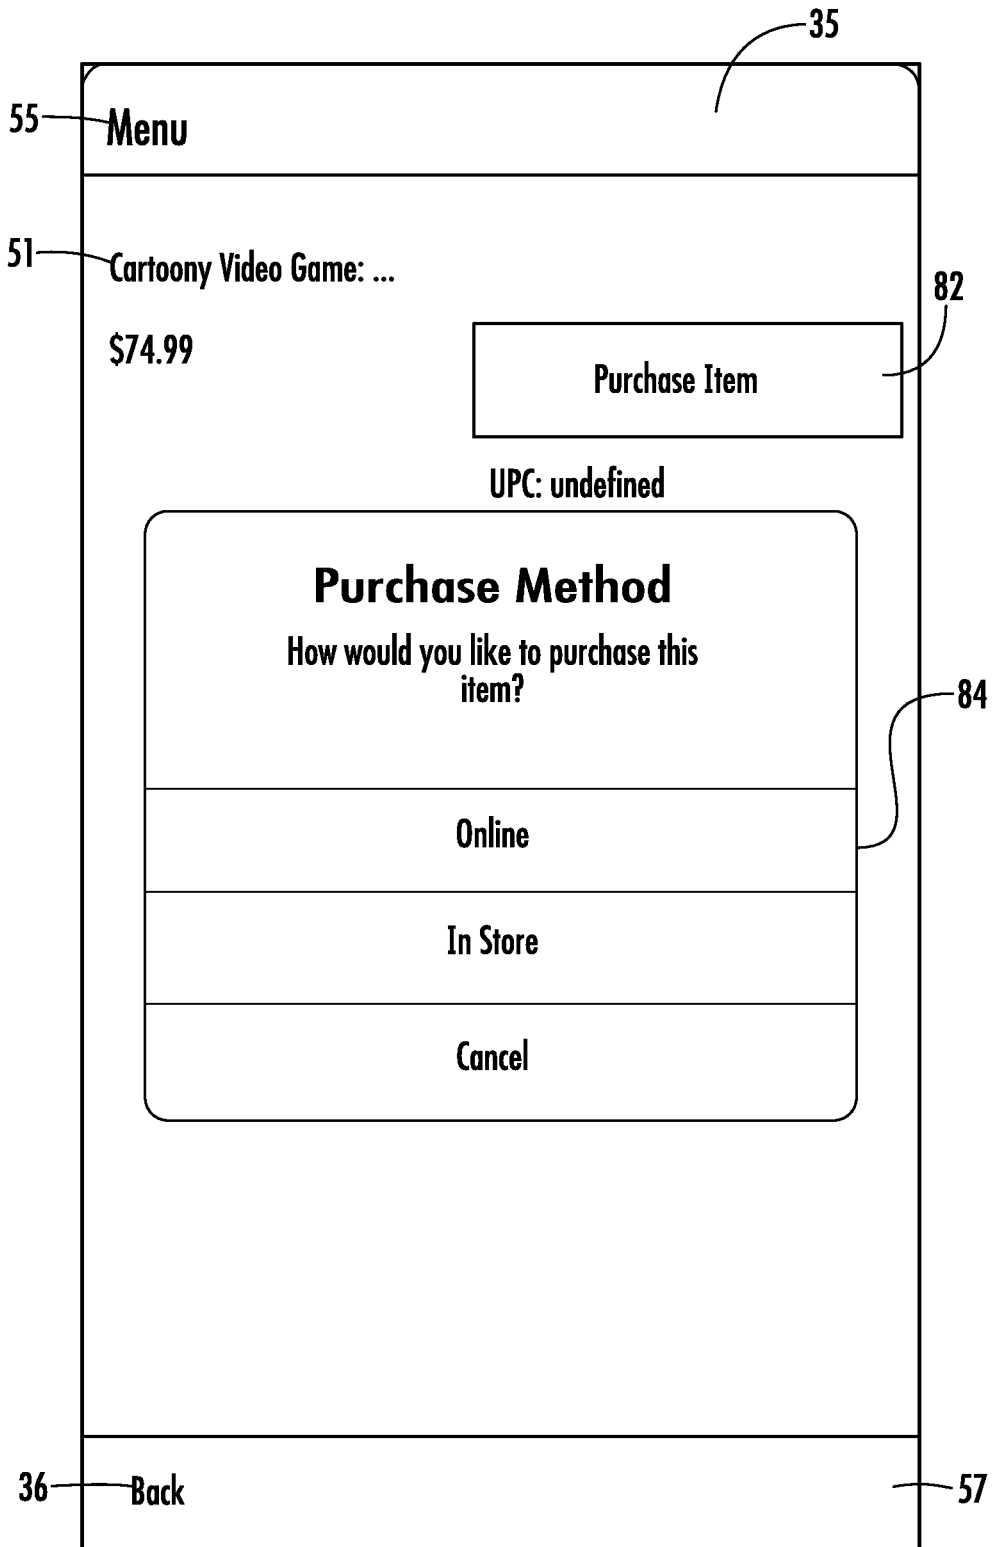 35
55 Menu
51 Cartoony Video Game: ...
82
$74.99
Purchase Item
UPC: undefined
Purchase Method
How would you like to purchase this
item?
84
Online
In Store
Cancel
36 Back
57